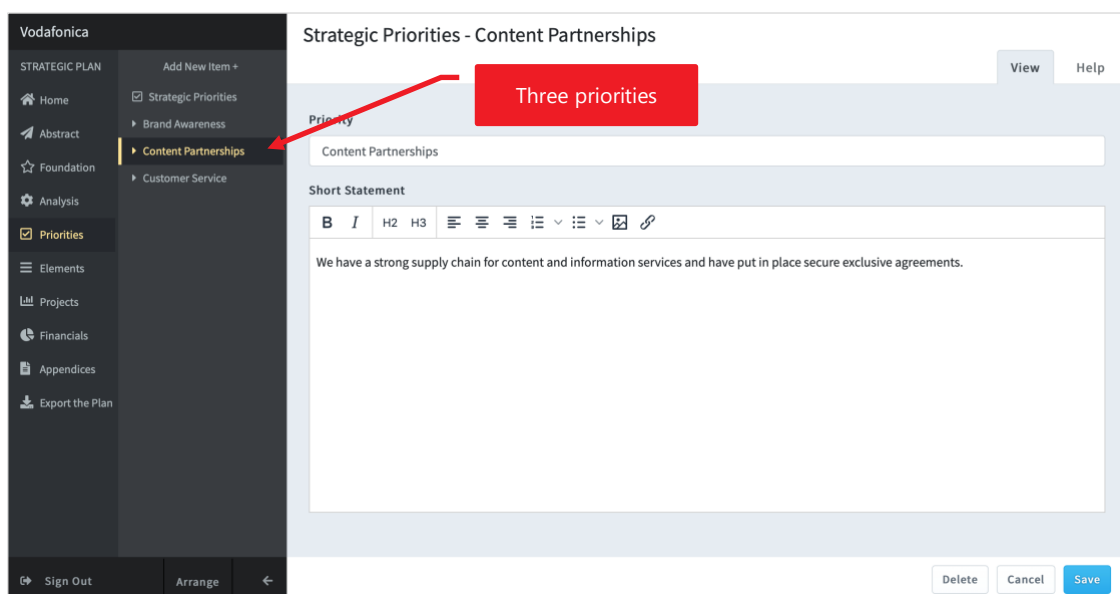 Vodafonica
STRATEGIC PLAN
Home
Abstract
Foundation
Analysis
Priorities
Elements
Projects
Financials
Appendices
Export the Plan
Sign Out
Add New Item +
Strategic Priorities
Brand Awareness
Content Partnerships
Customer Service
Arrange
Strategic Priorities - Content Partnerships
View Help
Three priorities
Priority
Content Partnerships
Short Statement
B I H2 H3
We have a strong supply chain for content and information services and have put in place secure exclusive agreements.
Delete Cancel Save